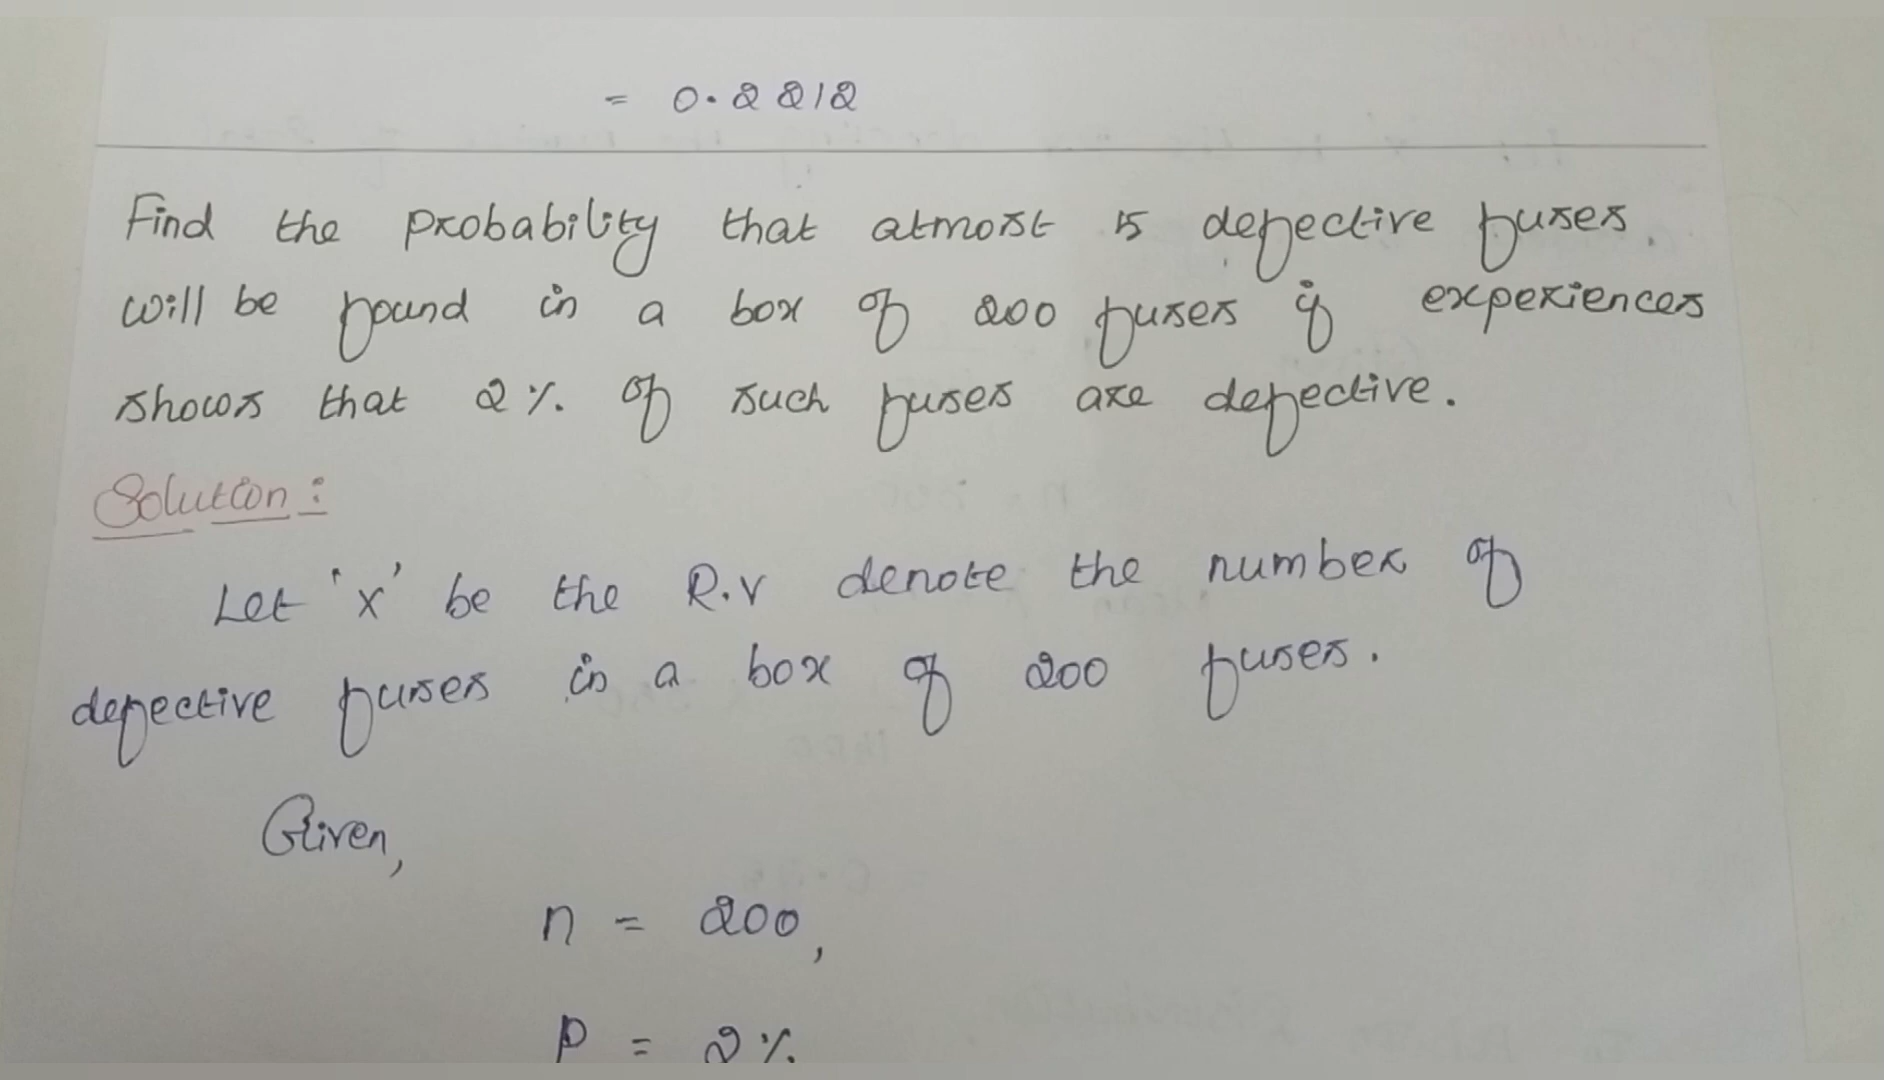 = 0.2212
Find the probability that atmost 5 defective fuses
will be found in a box of 200 fuses if experiences
shows that 2%. of such fuses are defective.
Solution:
Let 'x' be the R.V denote the number of
defective fuses in a box of 200 fuses.
Given,
n = 200,
P = 2%.